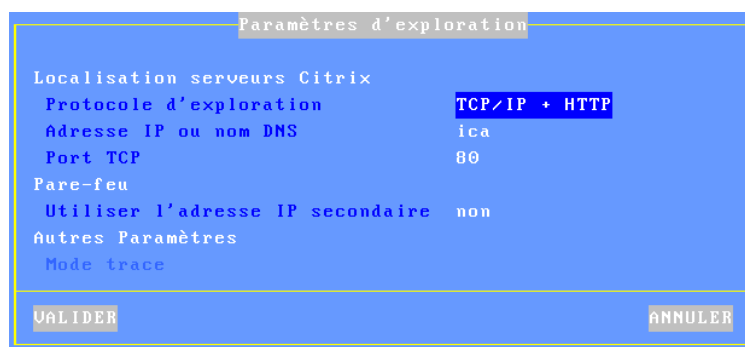 Paramètres d'exploration
Localisation serveurs Citrix
Protocole d'exploration TCP/IP + HTTP
Adresse IP ou nom DNS ica
Port TCP 80
Pare-feu
Utiliser l'adresse IP secondaire non
Autres Paramètres
Mode trace
VALIDER ANNULER